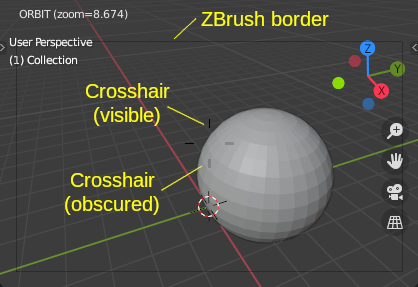 ORBIT (zoom=8.674)
ZBrush border
User Perspective
(1) Collection
Z
Y
X
Crosshair
(visible)
Crosshair
(obscured)